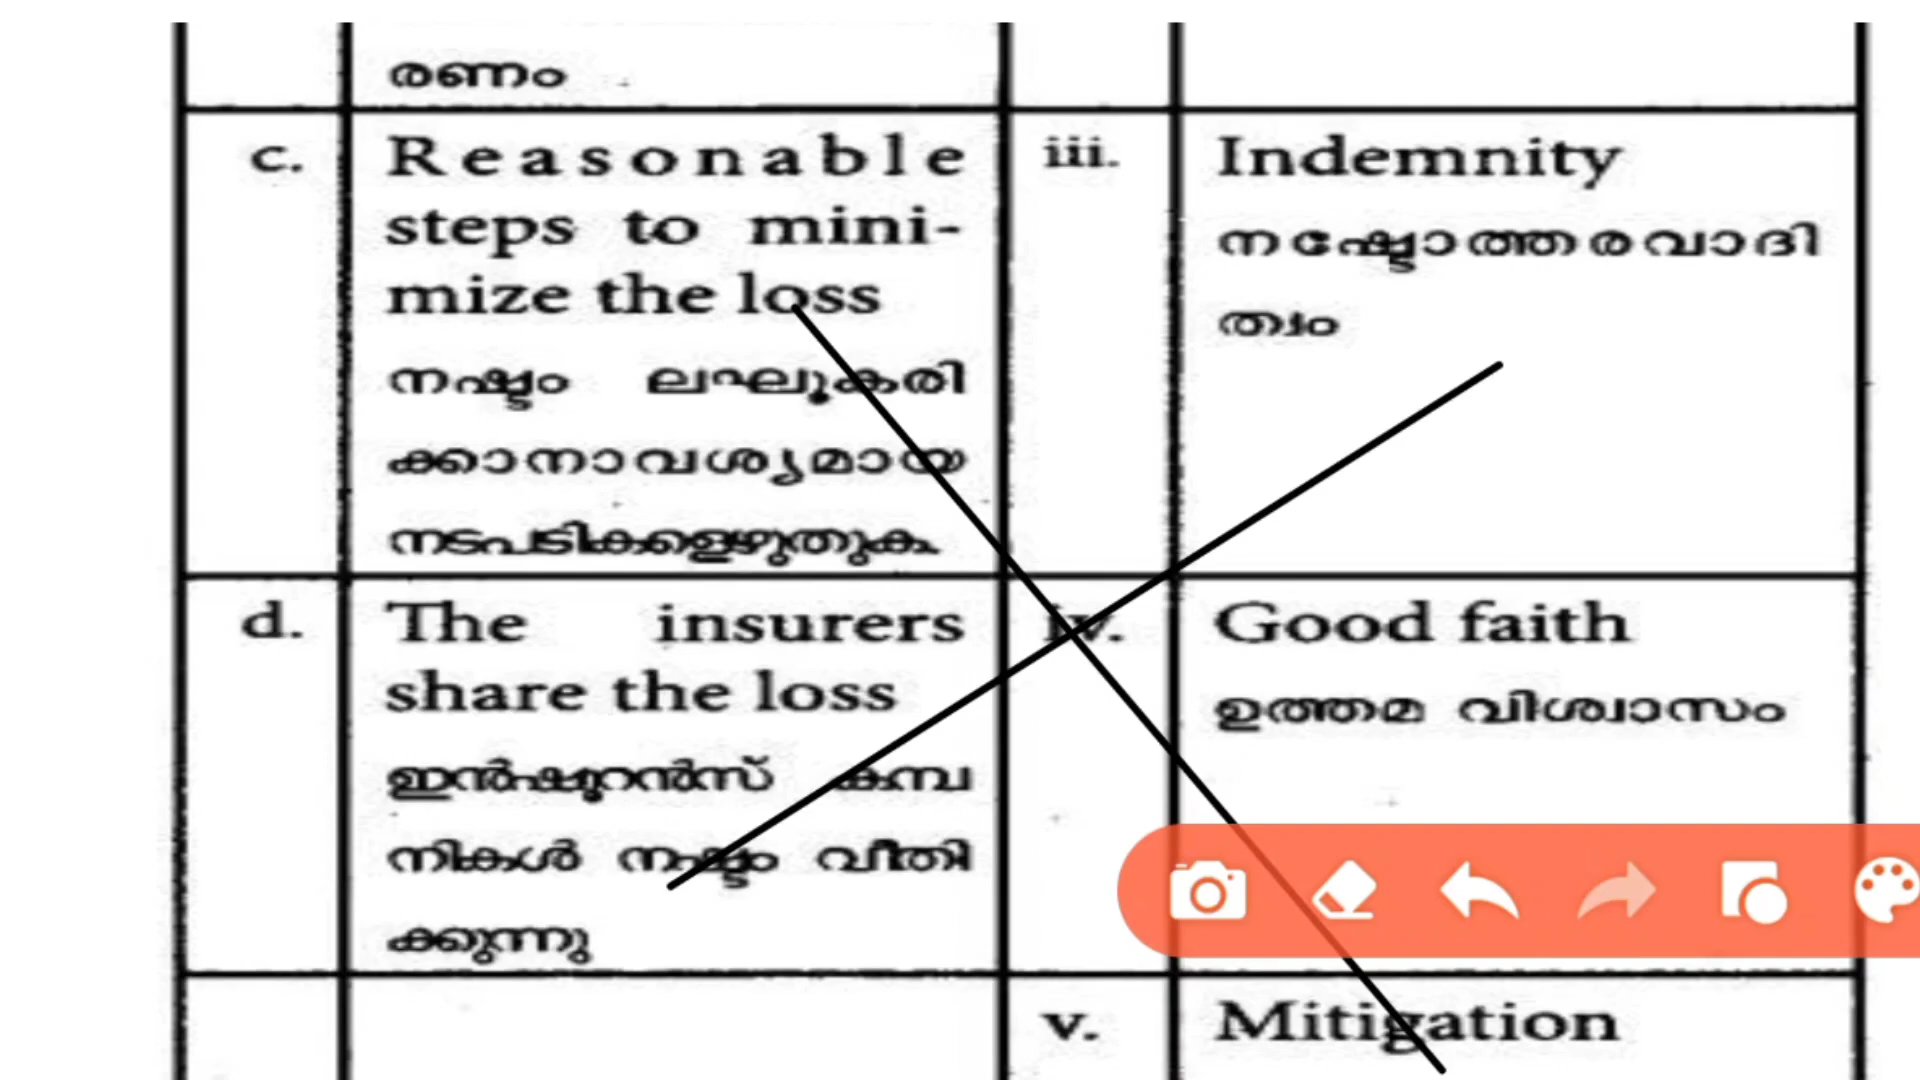 രണം
c.
Reasonable
steps to mini-
mize the loss
നഷ്ടം ലഘൂകരി
ക്കാനാവശ്യമായ
നടപടികളെഴുതുക.
iii.
Indemnity
നഷ്ടോത്തരവാദി
ത്വം
d.
The insurers
share the loss
ഇൻഷൂറൻസ് കമ്പ
നികൾ നഷ്ടം വീതി
ക്കുന്നു
iv.
Good faith
ഉത്തമ വിശ്വാസം
v.
Mitigation